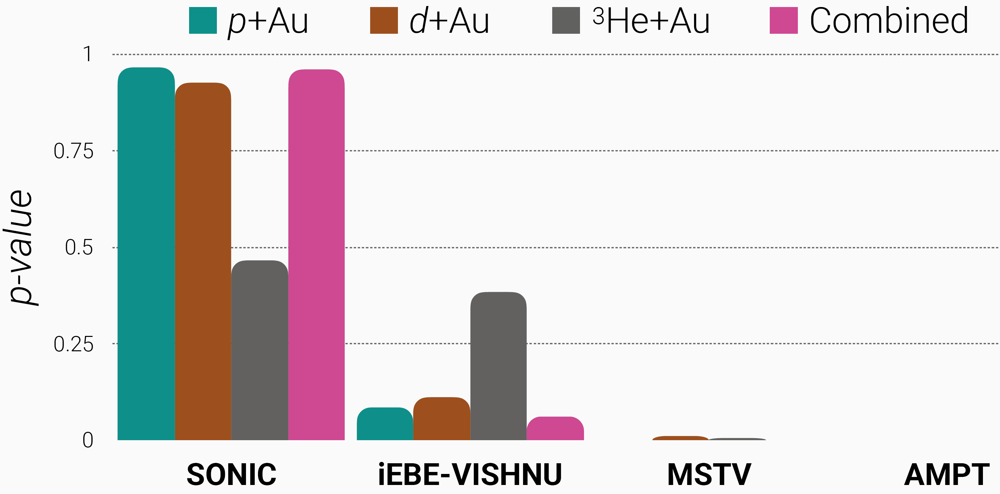 p+Au d+Au ³He+Au Combined
1
0.75
0.5
0.25
0
p-value
SONIC iEBE-VISHNU MSTV AMPT